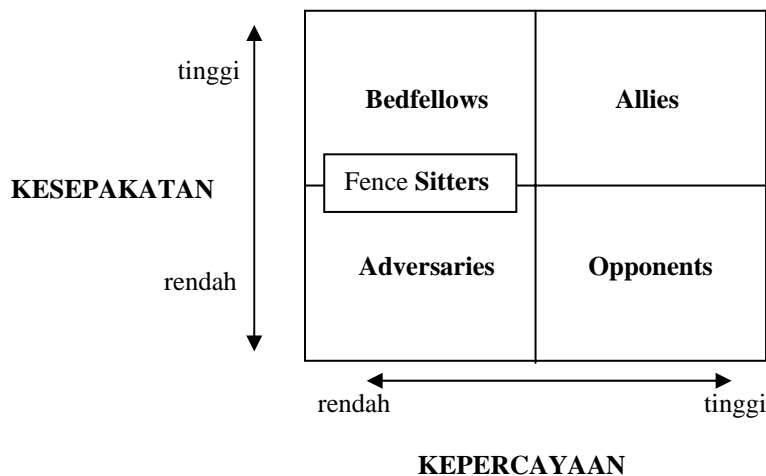 tinggi
Bedfellows
Allies
Fence Sitters
KESEPAKATAN
Adversaries
Opponents
rendah
rendah
tinggi
KEPERCAYAAN